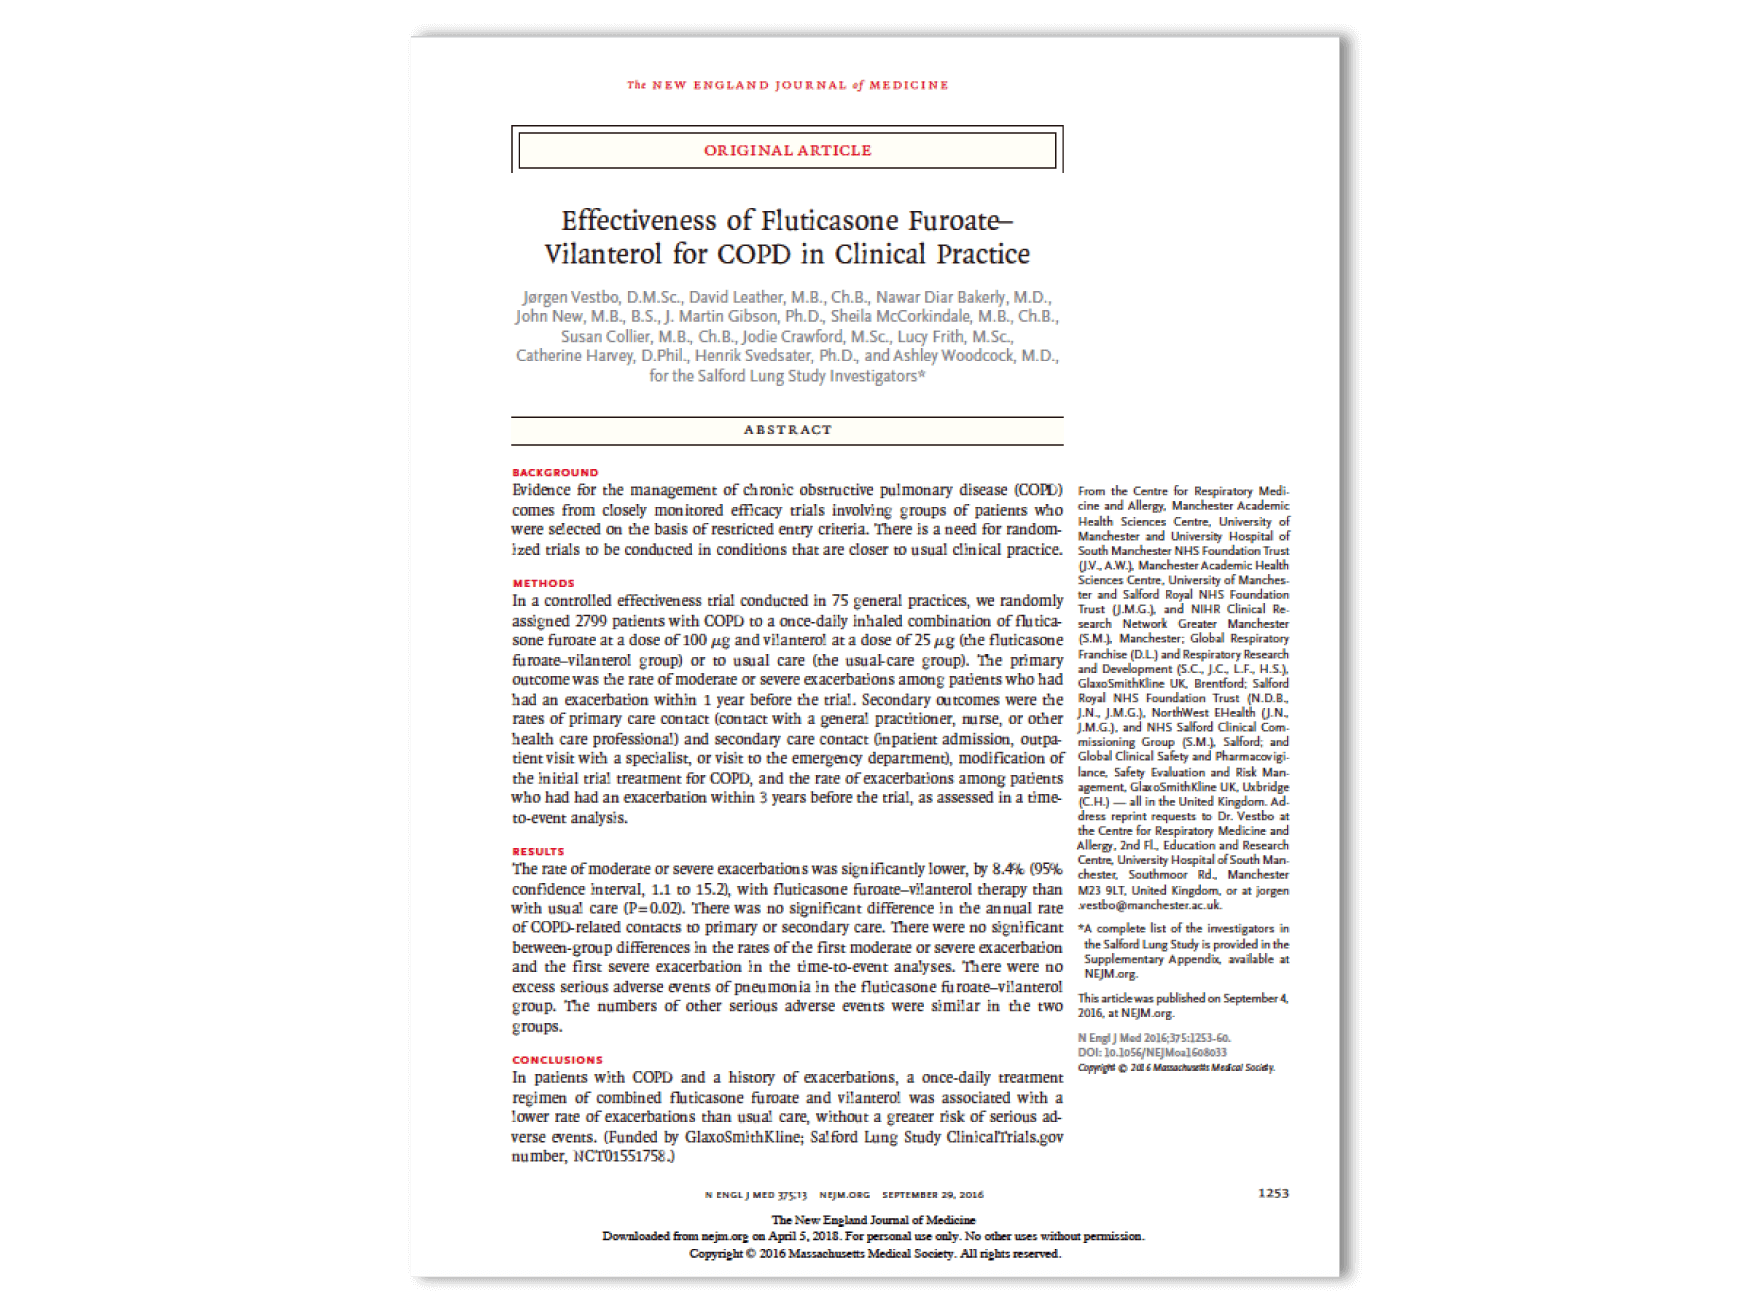 The NEW ENGLAND JOURNAL of MEDICINE
ORIGINAL ARTICLE
Effectiveness of Fluticasone Furoate–
Vilanterol for COPD in Clinical Practice
Jørgen Vestbo, D.M.Sc., David Leather, M.B., Ch.B., Nawar Diar Bakerly, M.D.,
John New, M.B., B.S., J. Martin Gibson, Ph.D., Sheila McCorkindale, M.B., Ch.B.,
Susan Collier, M.B., Ch.B., Jodie Crawford, M.Sc., Lucy Frith, M.Sc.,
Catherine Harvey, D.Phil., Henrik Svedsater, Ph.D., and Ashley Woodcock, M.D.,
for the Salford Lung Study Investigators*
ABSTRACT
BACKGROUND
Evidence for the management of chronic obstructive pulmonary disease (COPD)
comes from closely monitored efficacy trials involving groups of patients who
were selected on the basis of restricted entry criteria. There is a need for random-
ized trials to be conducted in conditions that are closer to usual clinical practice.
METHODS
In a controlled effectiveness trial conducted in 75 general practices, we randomly
assigned 2799 patients with COPD to a once-daily inhaled combination of flutica-
sone furoate at a dose of 100 μg and vilanterol at a dose of 25 μg (the fluticasone
furoate–vilanterol group) or to usual care (the usual-care group). The primary
outcome was the rate of moderate or severe exacerbations among patients who had
had an exacerbation within 1 year before the trial. Secondary outcomes were the
rates of primary care contact (contact with a general practitioner, nurse, or other
health care professional) and secondary care contact (inpatient admission, outpa-
tient visit with a specialist, or visit to the emergency department), modification of
the initial trial treatment for COPD, and the rate of exacerbations among patients
who had had an exacerbation within 3 years before the trial, as assessed in a time-
to-event analysis.
RESULTS
The rate of moderate or severe exacerbations was significantly lower, by 8.4% (95%
confidence interval, 1.1 to 15.2), with fluticasone furoate–vilanterol therapy than
with usual care (P=0.02). There was no significant difference in the annual rate
of COPD-related contacts to primary or secondary care. There were no significant
between-group differences in the rates of the first moderate or severe exacerbation
and the first severe exacerbation in the time-to-event analyses. There were no
excess serious adverse events of pneumonia in the fluticasone furoate–vilanterol
group. The numbers of other serious adverse events were similar in the two
groups.
CONCLUSIONS
In patients with COPD and a history of exacerbations, a once-daily treatment
regimen of combined fluticasone furoate and vilanterol was associated with a
lower rate of exacerbations than usual care, without a greater risk of serious ad-
verse events. (Funded by GlaxoSmithKline; Salford Lung Study ClinicalTrials.gov
number, NCT01551758.)
From the Centre for Respiratory Medi-
cine and Allergy, Manchester Academic
Health Sciences Centre, University of
Manchester and University Hospital of
South Manchester NHS Foundation Trust
(J.V., A.W.), Manchester Academic Health
Sciences Centre, University of Manches-
ter and Salford Royal NHS Foundation
Trust (J.M.G.), and NIHR Clinical Re-
search Network Greater Manchester
(S.M.), Manchester; Global Respiratory
Franchise (D.L.) and Respiratory Research
and Development (S.C., J.C., L.F., H.S.),
GlaxoSmithKline UK, Brentford; Salford
Royal NHS Foundation Trust (N.D.B.,
J.N., J.M.G.), NorthWest EHealth (J.N.,
J.M.G.), and NHS Salford Clinical Com-
missioning Group (S.M.), Salford; and
Global Clinical Safety and Pharmacovigi-
lance, Safety Evaluation and Risk Man-
agement, GlaxoSmithKline UK, Uxbridge
(C.H.) — all in the United Kingdom. Ad-
dress reprint requests to Dr. Vestbo at
the Centre for Respiratory Medicine and
Allergy, 2nd Fl., Education and Research
Centre, University Hospital of South Man-
chester, Southmoor Rd., Manchester
M23 9LT, United Kingdom, or at jorgen
.vestbo@manchester.ac.uk.
*A complete list of the investigators in
the Salford Lung Study is provided in the
Supplementary Appendix, available at
NEJM.org.
This article was published on September 4,
2016, at NEJM.org.
N Engl J Med 2016;375:1253-60.
DOI: 10.1056/NEJMoa1608033
Copyright © 2016 Massachusetts Medical Society.
N ENGL J MED 375;13 NEJM.ORG SEPTEMBER 29, 2016
1253
The New England Journal of Medicine
Downloaded from nejm.org on April 5, 2018. For personal use only. No other uses without permission.
Copyright © 2016 Massachusetts Medical Society. All rights reserved.